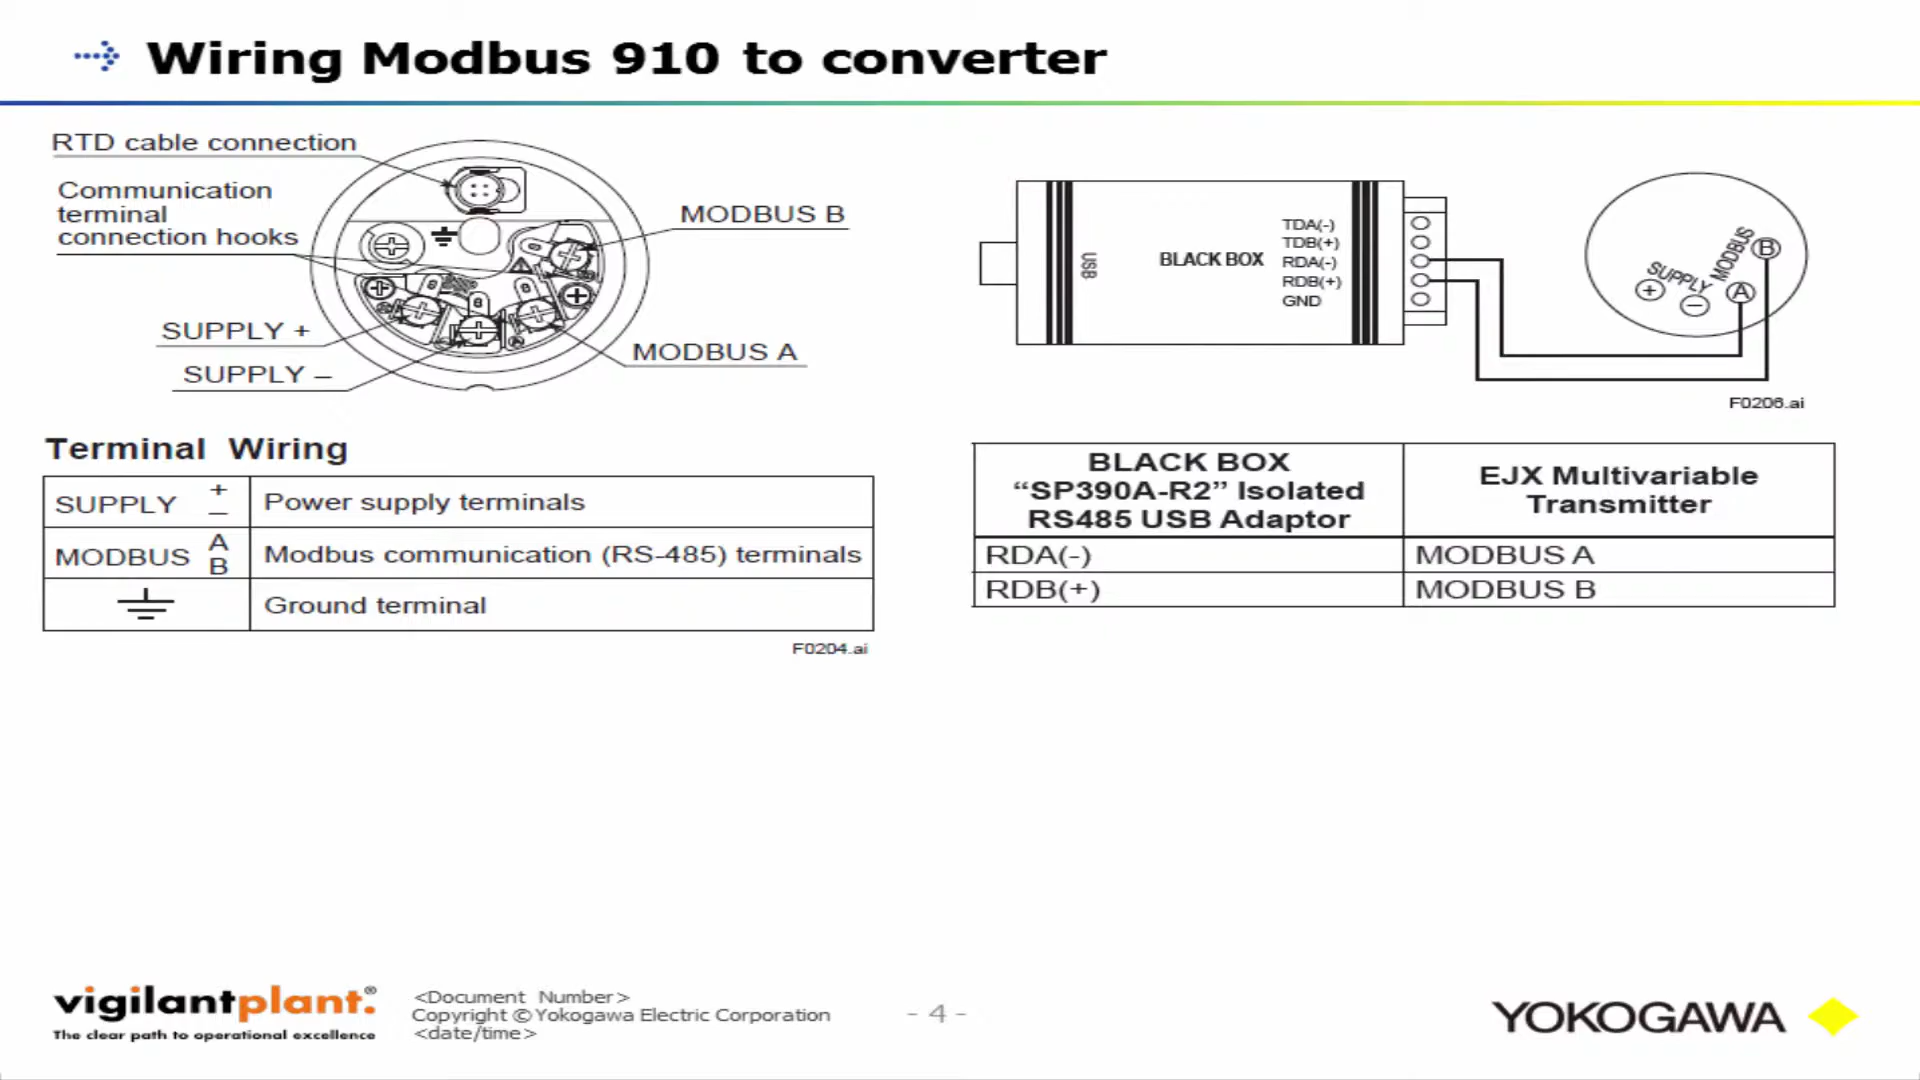 Wiring Modbus 910 to converter
RTD cable connection
Communication
terminal
connection hooks
SUPPLY +
SUPPLY –
MODBUS B
MODBUS A
Terminal Wiring
SUPPLY + –
Power supply terminals
MODBUS A B
Modbus communication (RS-485) terminals
Ground terminal
F0204.ai
USB
BLACK BOX
TDA(-)
TDB(+)
RDA(-)
RDB(+)
GND
SUPPLY
+
–
MODBUS
A
B
F0206.ai
BLACK BOX
“SP390A-R2” Isolated
RS485 USB Adaptor
EJX Multivariable
Transmitter
RDA(-)
MODBUS A
RDB(+)
MODBUS B
vigilantplant.®
The clear path to operational excellence
<Document Number>
Copyright © Yokogawa Electric Corporation
<date/time>
- 4 -
YOKOGAWA